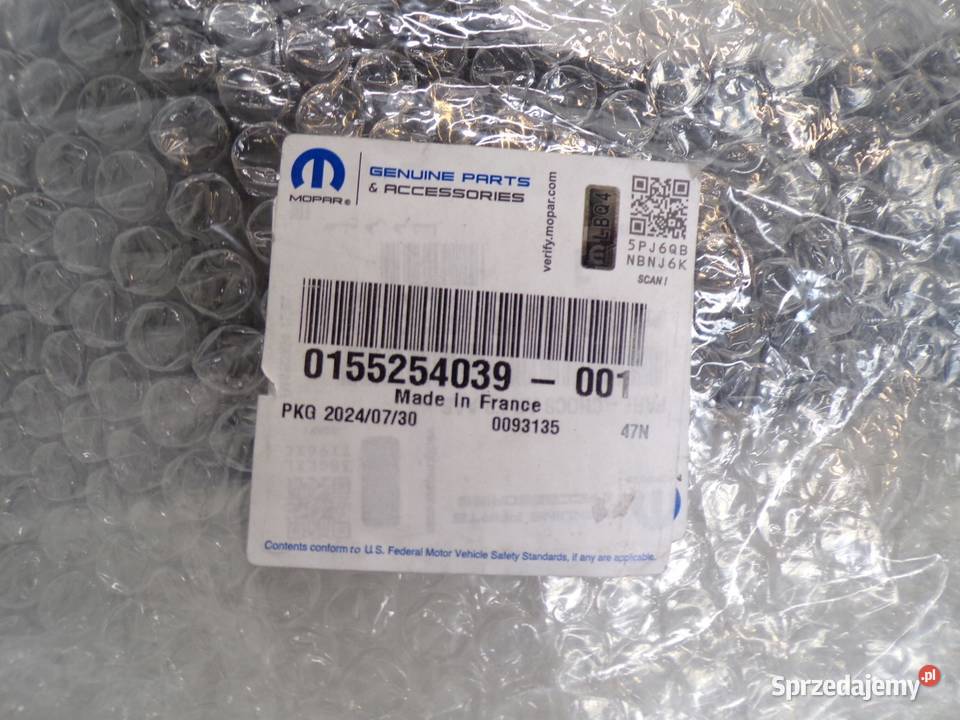 MOPAR®
GENUINE PARTS
& ACCESSORIES
verify.mopar.com
LBQ4
5PJ6QB
NBNJ6K
SCAN!
0155254039 - 001
Made In France
PKG 2024/07/30
0093135
47N
Contents conform to U.S. Federal Motor Vehicle Safety Standards, if any are applicable.
Sprzedajemy.pl